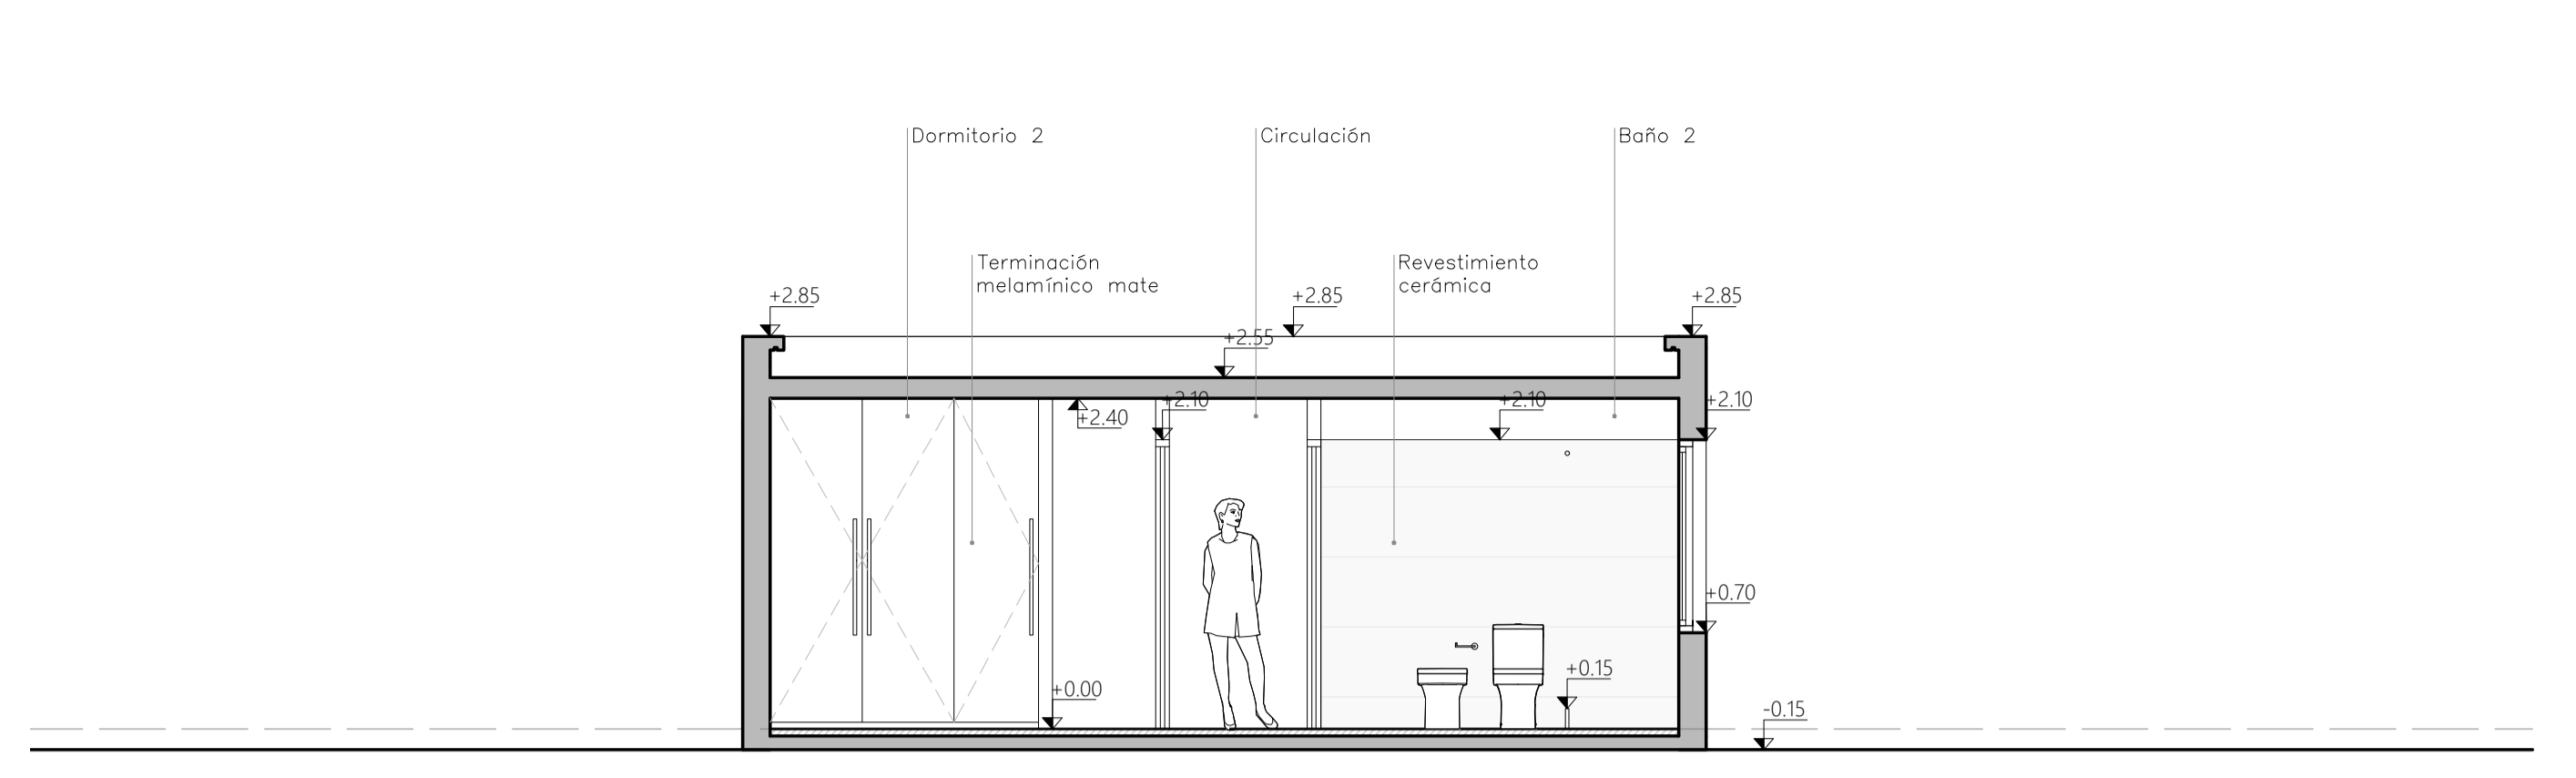 Dormitorio 2
Circulación
Baño 2
Terminación
melamínico mate
Revestimiento
cerámica
+2.85
+2.85
+2.85
+2.55
+2.10
+2.10
+2.10
+2.40
+0.70
+0.15
+0.00
-0.15